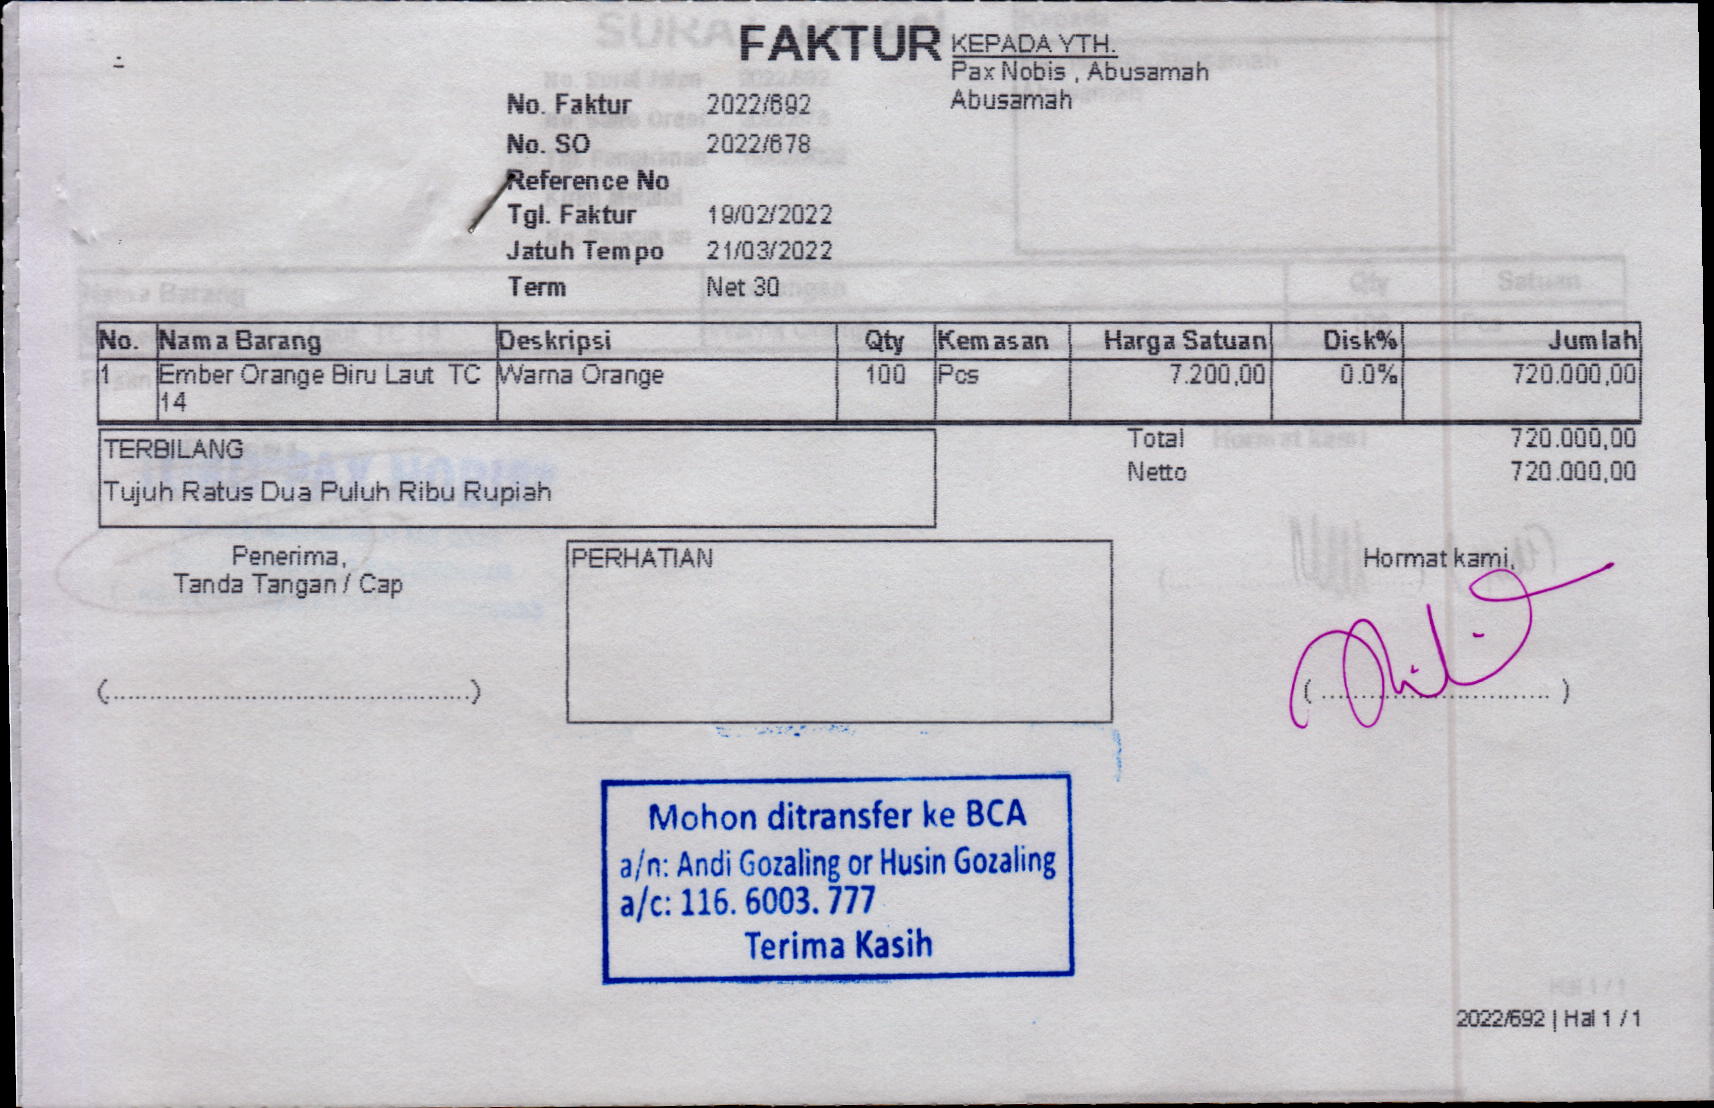 FAKTUR
KEPADA YTH.
Pax Nobis , Abusamah
Abusamah
No. Faktur 2022/692
No. SO 2022/678
Reference No
Tgl. Faktur 19/02/2022
Jatuh Tempo 21/03/2022
Term Net 30
No. Nama Barang Deskripsi Qty Kemasan Harga Satuan Disk% Jumlah
1 Ember Orange Biru Laut TC Warna Orange 100 Pcs 7.200,00 0.0% 720.000,00
14
TERBILANG
Tujuh Ratus Dua Puluh Ribu Rupiah
Total 720.000,00
Netto 720.000,00
Penerima,
Tanda Tangan / Cap
PERHATIAN
Hormat kami,
(................................................)
( ............................... )
Mohon ditransfer ke BCA
a/n: Andi Gozaling or Husin Gozaling
a/c: 116. 6003. 777
Terima Kasih
2022/692 | Hal 1 / 1